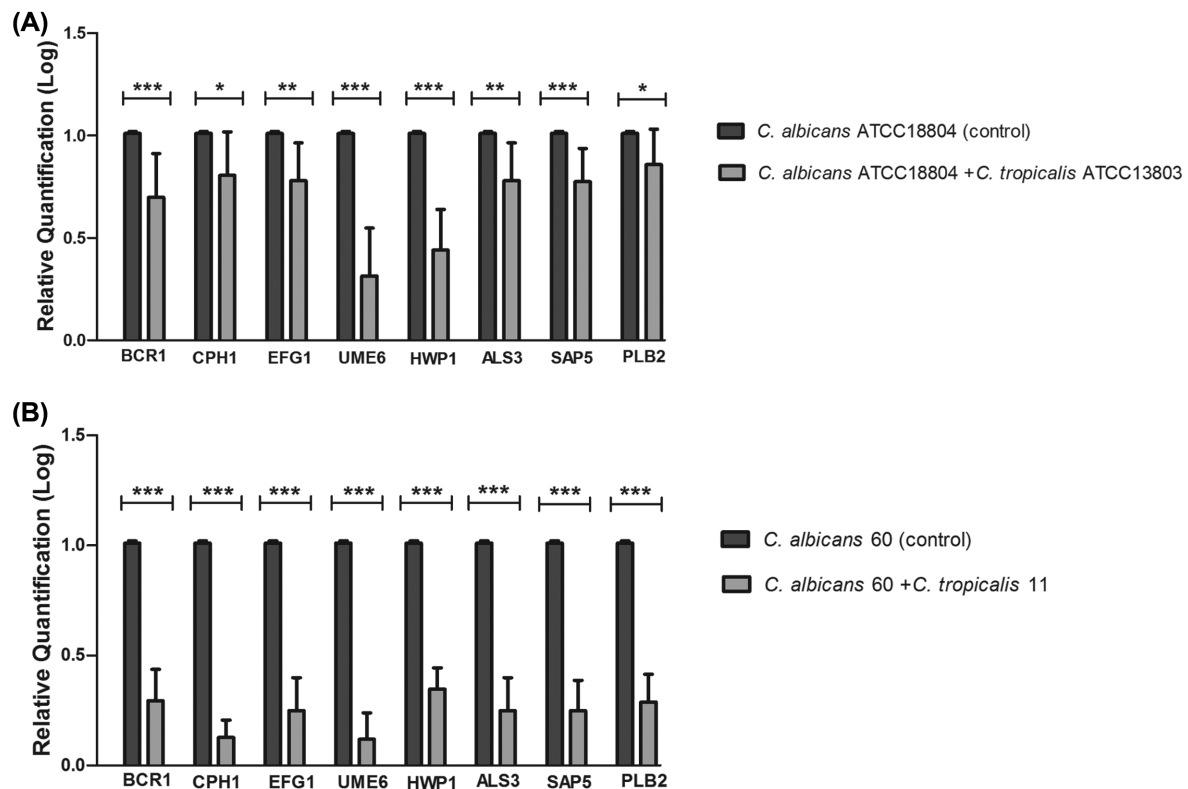 (A)
Relative Quantification (Log)
1.5
1.0
0.5
0.0
*** * ** *** *** ** *** *
BCR1 CPH1 EFG1 UME6 HWP1 ALS3 SAP5 PLB2
C. albicans ATCC18804 (control)
C. albicans ATCC18804 +C. tropicalis ATCC13803
(B)
Relative Quantification (Log)
1.5
1.0
0.5
0.0
*** *** *** *** *** *** *** ***
BCR1 CPH1 EFG1 UME6 HWP1 ALS3 SAP5 PLB2
C. albicans 60 (control)
C. albicans 60 +C. tropicalis 11